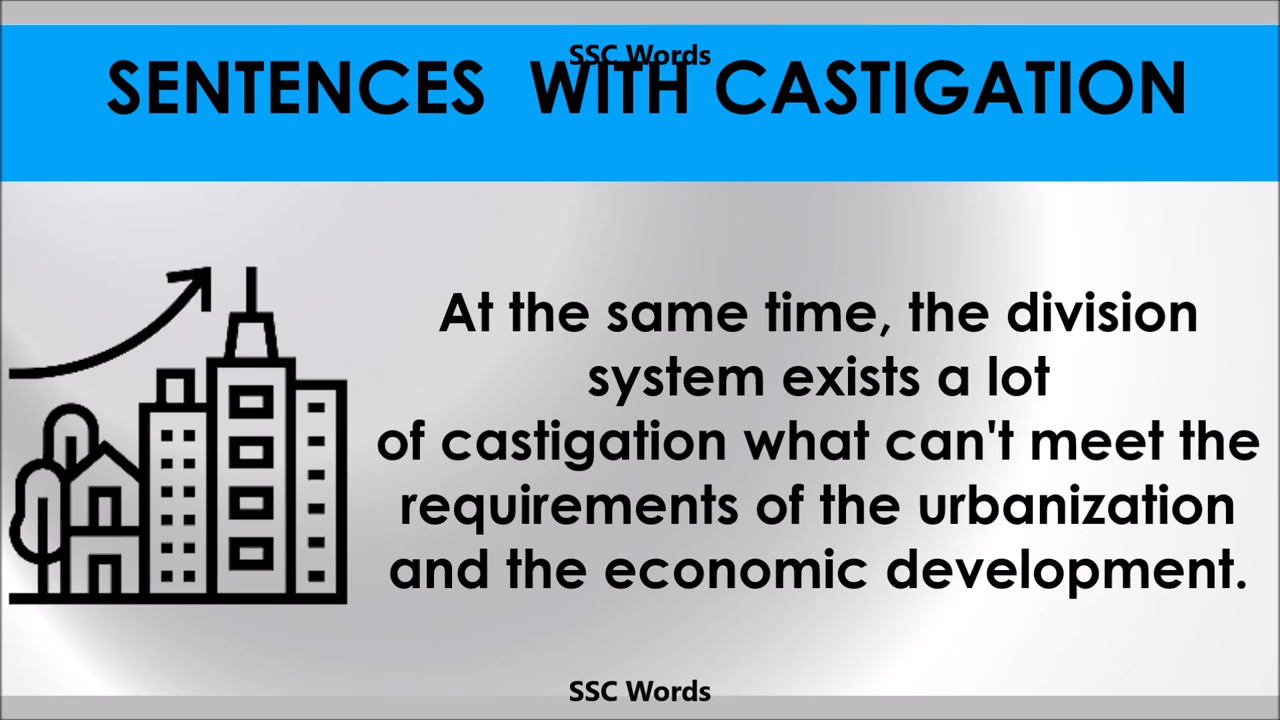 SSC Words
SENTENCES WITH CASTIGATION
At the same time, the division
system exists a lot
of castigation what can't meet the
requirements of the urbanization
and the economic development.
SSC Words